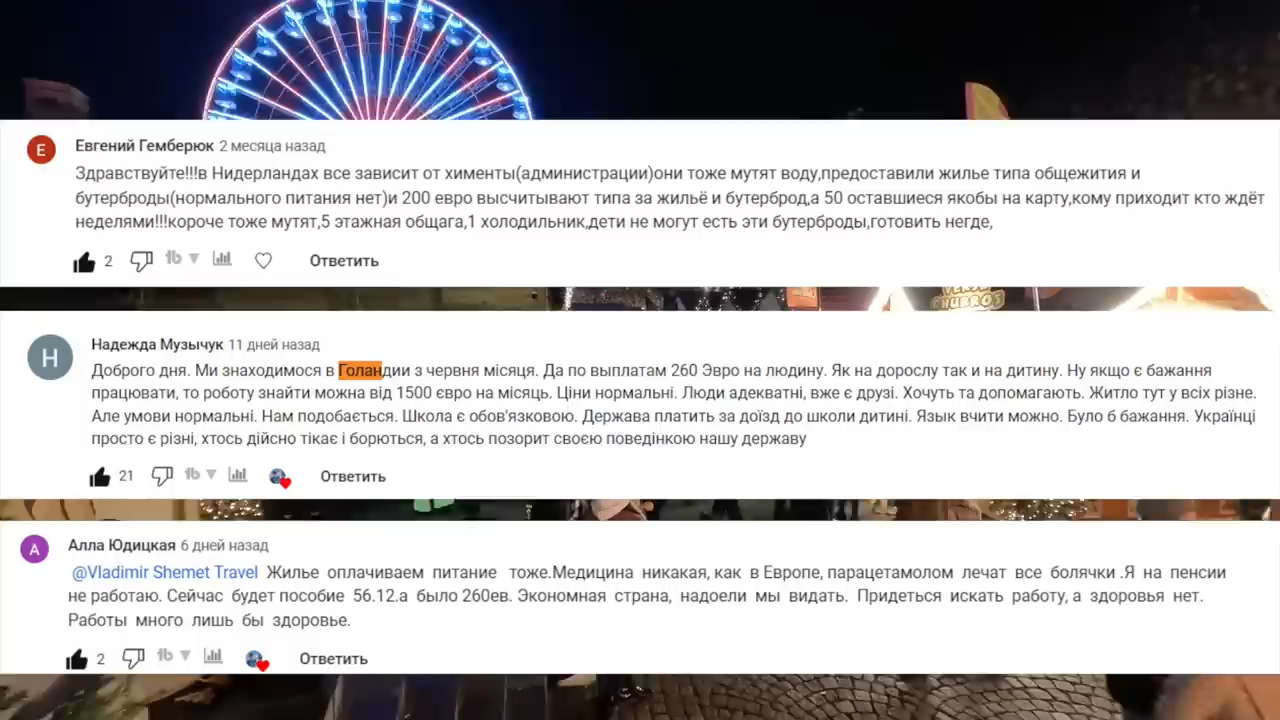 VERSE
CHURROS
Е
Евгений Гемберюк 2 месяца назад
Здравствуйте!!!в Нидерландах все зависит от хименты(администрации)они тоже мутят воду,предоставили жилье типа общежития и
бутерброды(нормального питания нет)и 200 евро высчитывают типа за жильё и бутерброд,а 50 оставшиеся якобы на карту,кому приходит кто ждёт
неделями!!!короче тоже мутят,5 этажная общага,1 холодильник,дети не могут есть эти бутерброды,готовить негде,
2 Ответить
Н
Надежда Музычук 11 дней назад
Доброго дня. Ми знаходимося в Голандии з червня місяця. Да по выплатам 260 Эвро на людину. Як на дорослу так и на дитину. Ну якщо є бажання
працювати, то роботу знайти можна від 1500 євро на місяць. Ціни нормальні. Люди адекватні, вже є друзі. Хочуть та допомагають. Житло тут у всіх різне.
Але умови нормальні. Нам подобається. Школа є обов'язковою. Держава платить за доїзд до школи дитині. Язык вчити можно. Було б бажання. Українці
просто є різні, хтось дійсно тікає і борються, а хтось позорит своєю поведінкою нашу державу
21 Ответить
А
Алла Юдицкая 6 дней назад
@Vladimir Shemet Travel Жилье оплачиваем питание тоже.Медицина никакая, как в Европе, парацетамолом лечат все болячки .Я на пенсии
не работаю. Сейчас будет пособие 56.12.а было 260ев. Экономная страна, надоели мы видать. Придеться искать работу, а здоровья нет.
Работы много лишь бы здоровье.
2 Ответить